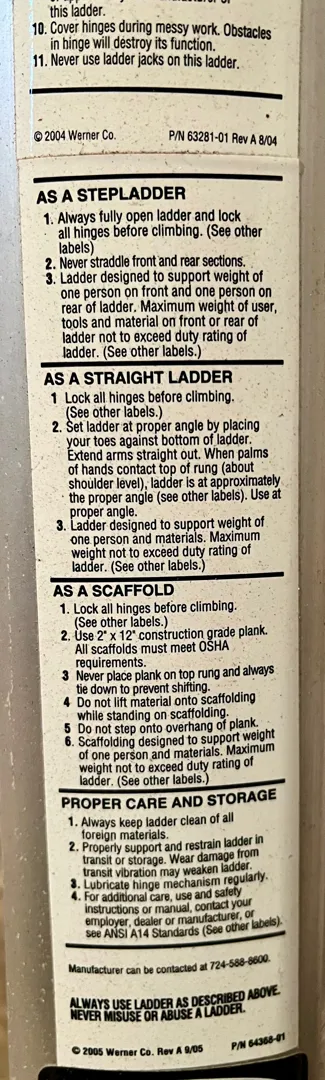 this ladder.
10. Cover hinges during messy work. Obstacles
in hinge will destroy its function.
11. Never use ladder jacks on this ladder.
© 2004 Werner Co. P/N 63281-01 Rev A 8/04
AS A STEPLADDER
1. Always fully open ladder and lock
all hinges before climbing. (See other
labels)
2. Never straddle front and rear sections.
3. Ladder designed to support weight of
one person on front and one person on
rear of ladder. Maximum weight of user,
tools and material on front or rear of
ladder not to exceed duty rating of
ladder. (See other labels.)
AS A STRAIGHT LADDER
1 Lock all hinges before climbing.
(See other labels.)
2. Set ladder at proper angle by placing
your toes against bottom of ladder.
Extend arms straight out. When palms
of hands contact top of rung (about
shoulder level), ladder is at approximately
the proper angle (see other labels). Use at
proper angle.
3. Ladder designed to support weight of
one person and materials. Maximum
weight not to exceed duty rating of
ladder. (See other labels.)
AS A SCAFFOLD
1. Lock all hinges before climbing.
(See other labels.)
2. Use 2" x 12" construction grade plank.
All scaffolds must meet OSHA
requirements.
3 Never place plank on top rung and always
tie down to prevent shifting.
4 Do not lift material onto scaffolding
while standing on scaffolding.
5 Do not step onto overhang of plank.
6. Scaffolding designed to support weight
of one person and materials. Maximum
weight not to exceed duty rating of
ladder. (See other labels.)
PROPER CARE AND STORAGE
1. Always keep ladder clean of all
foreign materials.
2. Properly support and restrain ladder in
transit or storage. Wear damage from
transit vibration may weaken ladder.
3. Lubricate hinge mechanism regularly.
4. For additional care, use and safety
instructions or manual, contact your
employer, dealer or manufacturer, or
see ANSI A14 Standards (See other labels).
Manufacturer can be contacted at 724-588-8600.
ALWAYS USE LADDER AS DESCRIBED ABOVE.
NEVER MISUSE OR ABUSE A LADDER.
© 2005 Werner Co. Rev A 9/05 P/N 64368-01